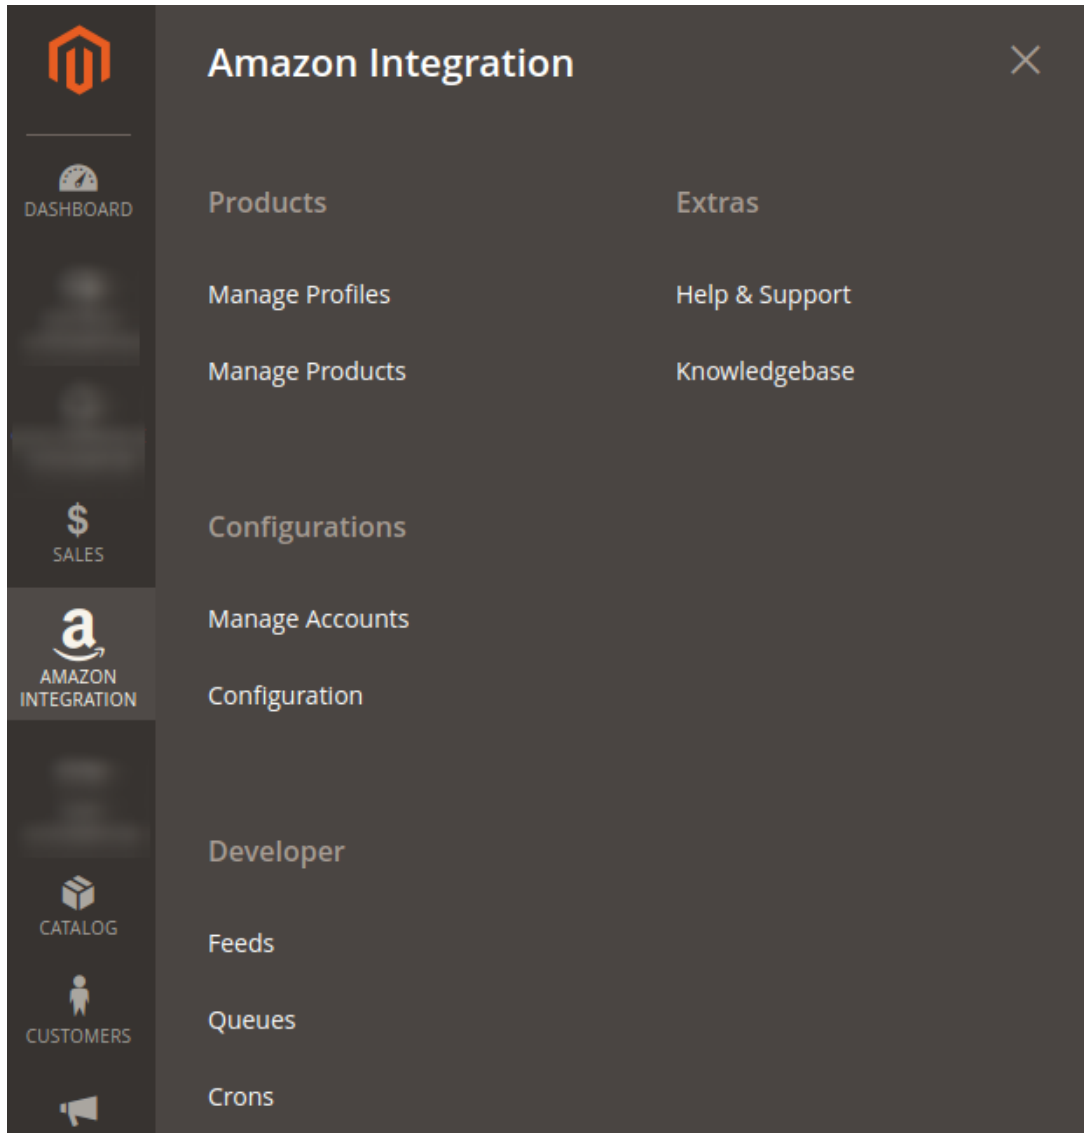 Amazon Integration
DASHBOARD
SALES
AMAZON
INTEGRATION
CATALOG
CUSTOMERS
Products
Manage Profiles
Manage Products
Extras
Help & Support
Knowledgebase
Configurations
Manage Accounts
Configuration
Developer
Feeds
Queues
Crons